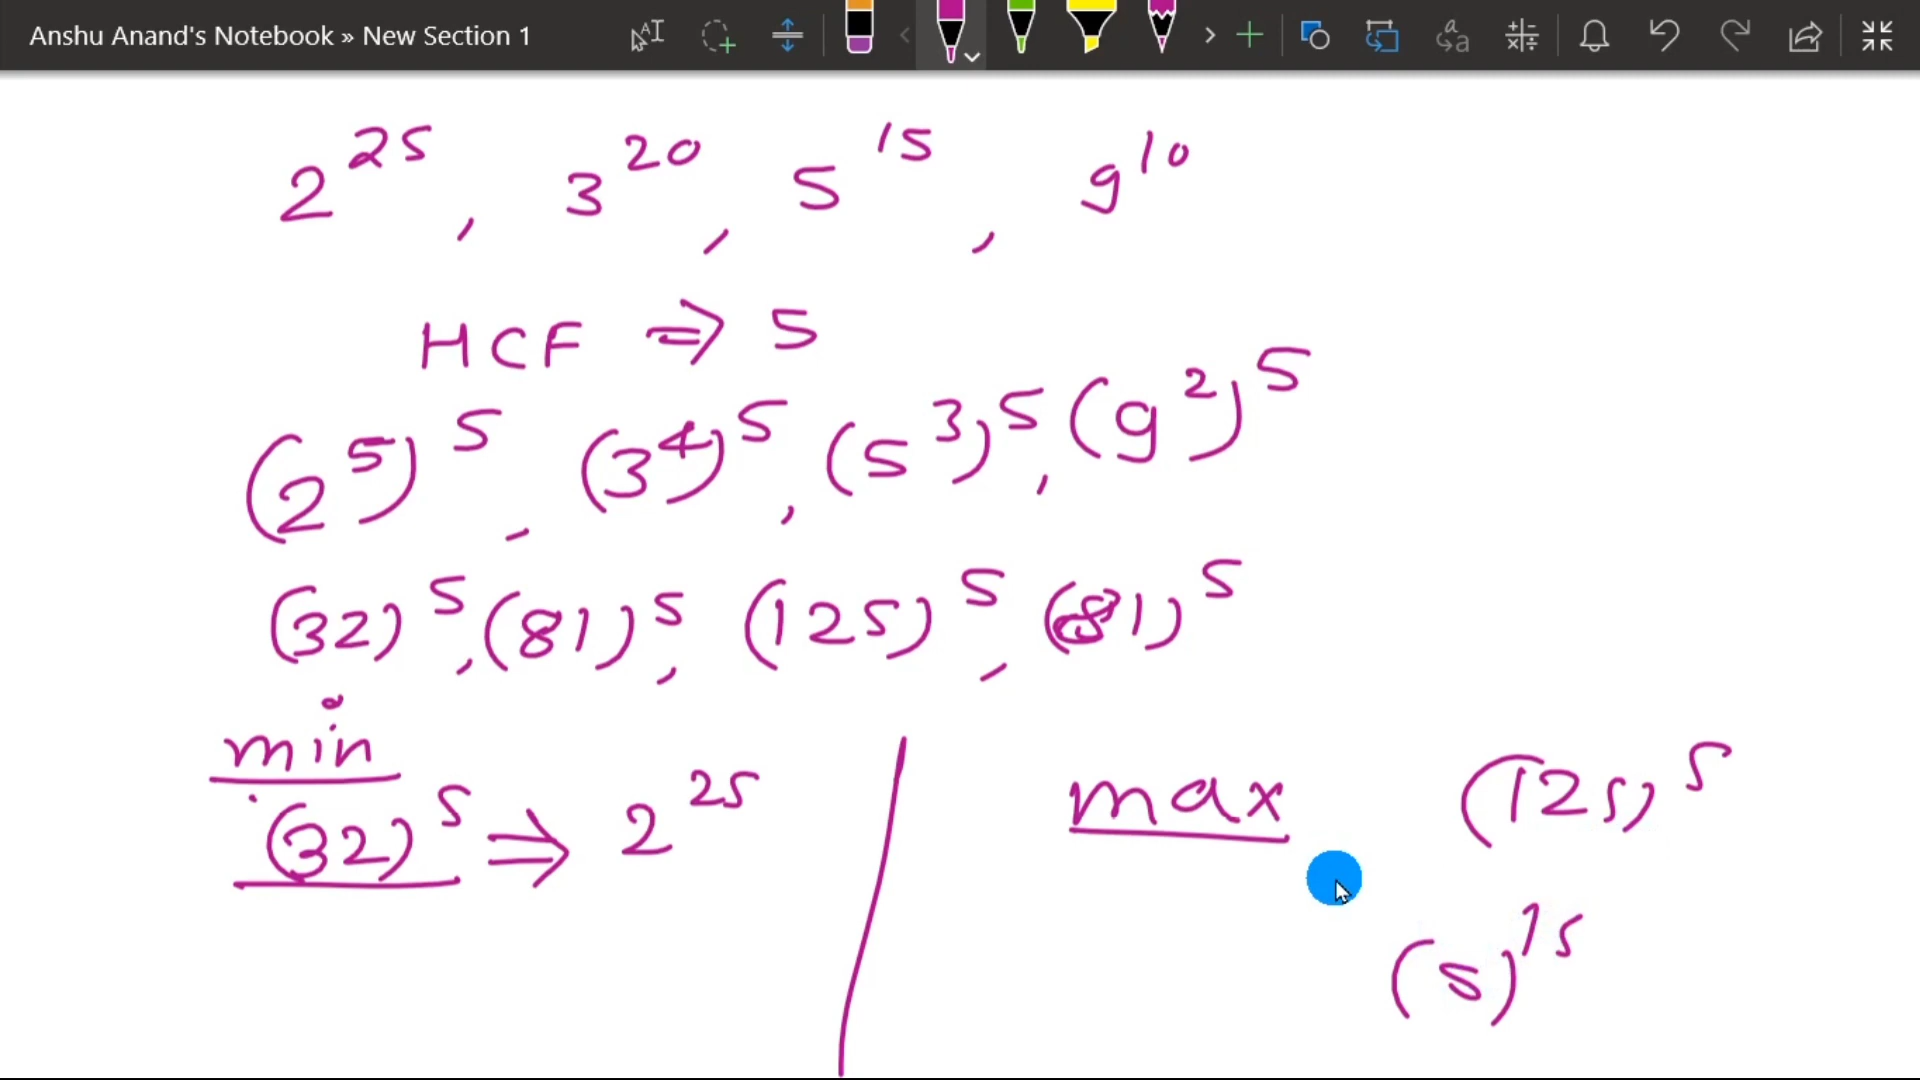 Anshu Anand's Notebook » New Section 1
2^25, 3^20, 5^15, 9^10
HCF ⇒ 5
(2^5)^5, (3^4)^5, (5^3)^5, (9^2)^5
(32)^5, (81)^5, (125)^5, (81)^5
min
(32)^5 ⇒ 2^25
max (125)^5
(5)^15